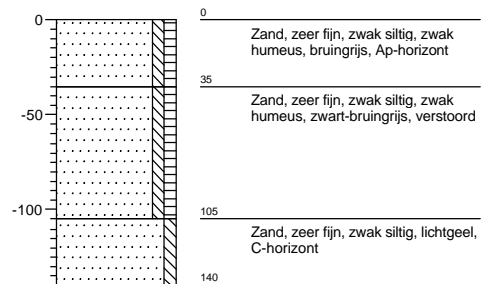 0
0
Zand, zeer fijn, zwak siltig, zwak
humeus, bruingrijs, Ap-horizont
35
Zand, zeer fijn, zwak siltig, zwak
humeus, zwart-bruingrijs, verstoord
-50
-100
105
Zand, zeer fijn, zwak siltig, lichtgeel,
C-horizont
140